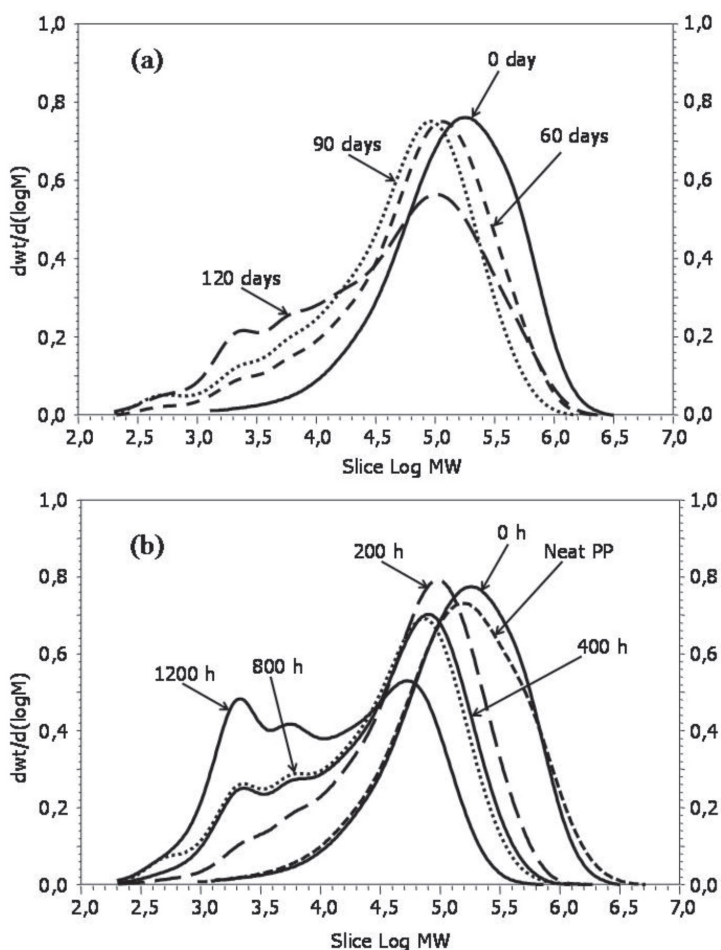 (a)
0 day
90 days
60 days
120 days
dwt/d(logM)
1,0
0,8
0,6
0,4
0,2
0,0
1,0
0,8
0,6
0,4
0,2
0,0
2,0 2,5 3,0 3,5 4,0 4,5 5,0 5,5 6,0 6,5 7,0
Slice Log MW
(b)
0 h
200 h
Neat PP
1200 h
800 h
400 h
dwt/d(logM)
1,0
0,8
0,6
0,4
0,2
0,0
1,0
0,8
0,6
0,4
0,2
0,0
2,0 2,5 3,0 3,5 4,0 4,5 5,0 5,5 6,0 6,5 7,0
Slice Log MW